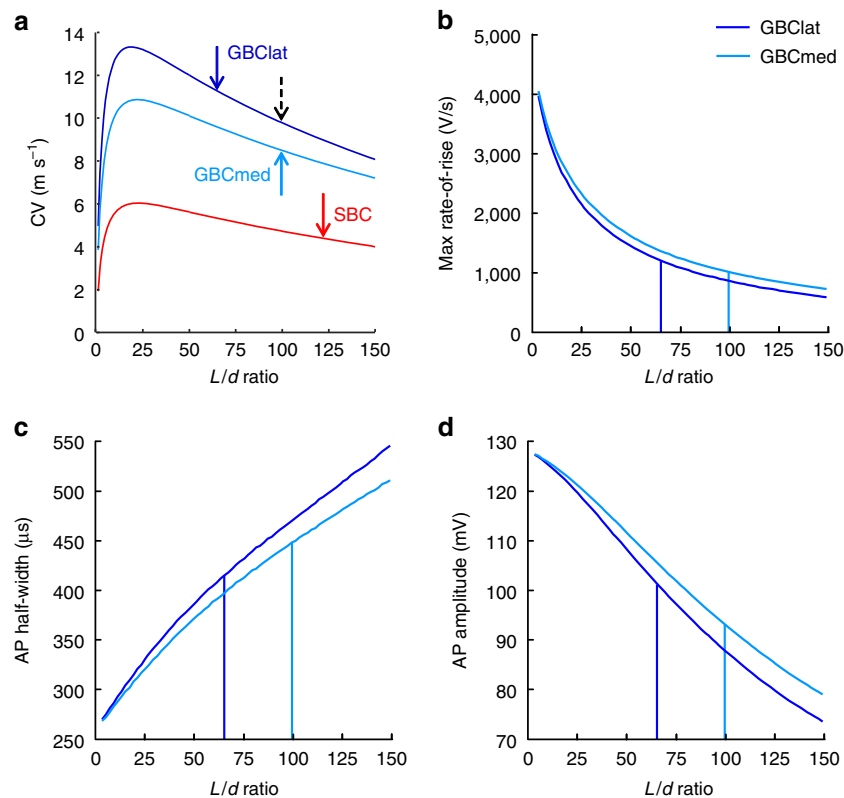 a
CV (m s⁻¹)
14
12
10
8
6
4
2
0
GBClat
GBCmed
SBC
0 25 50 75 100 125 150
L/d ratio
b
GBClat
GBCmed
Max rate-of-rise (V/s)
5,000
4,000
3,000
2,000
1,000
0
0 25 50 75 100 125 150
L/d ratio
c
AP half-width (µs)
550
500
450
400
350
300
250
0 25 50 75 100 125 150
L/d ratio
d
AP amplitude (mV)
130
120
110
100
90
80
70
0 25 50 75 100 125 150
L/d ratio